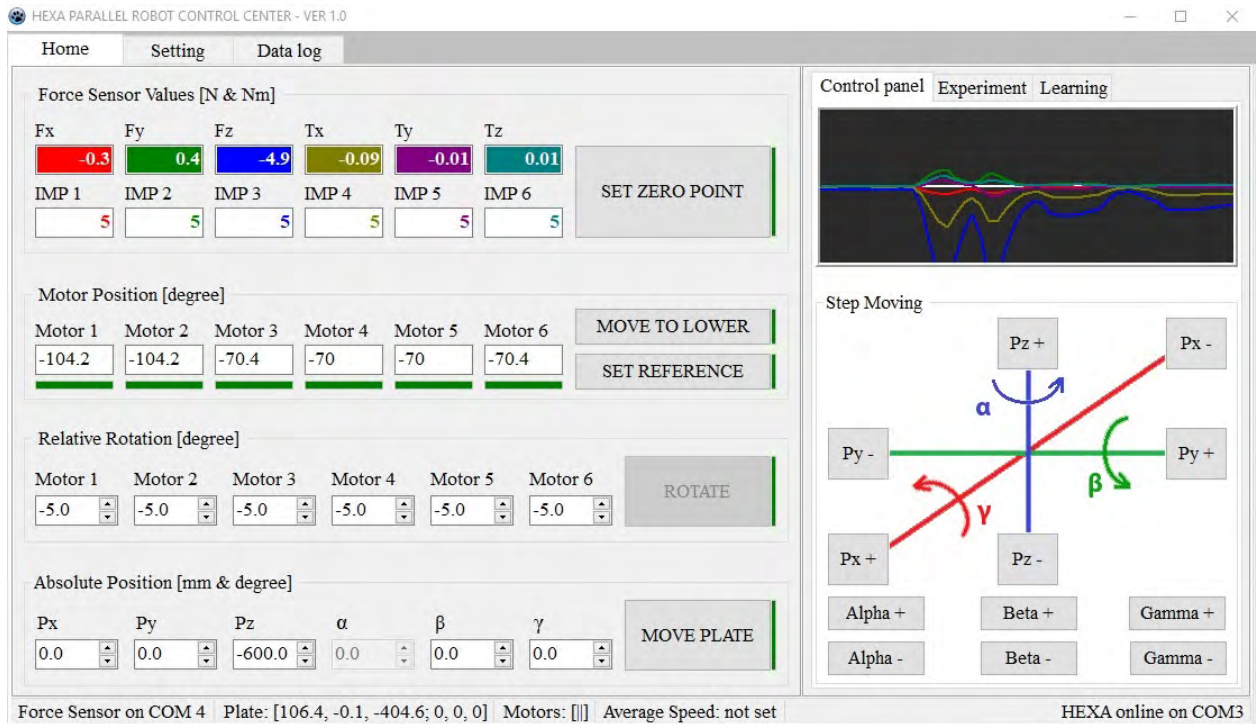 HEXA PARALLEL ROBOT CONTROL CENTER - VER 1.0
Home Setting Data log
Force Sensor Values [N & Nm]
Fx Fy Fz Tx Ty Tz
-0.3 0.4 -4.9 -0.09 -0.01 0.01
IMP 1 IMP 2 IMP 3 IMP 4 IMP 5 IMP 6
5 5 5 5 5 5
SET ZERO POINT
Motor Position [degree]
Motor 1 Motor 2 Motor 3 Motor 4 Motor 5 Motor 6
-104.2 -104.2 -70.4 -70 -70 -70.4
MOVE TO LOWER
SET REFERENCE
Relative Rotation [degree]
Motor 1 Motor 2 Motor 3 Motor 4 Motor 5 Motor 6
-5.0 -5.0 -5.0 -5.0 -5.0 -5.0
ROTATE
Absolute Position [mm & degree]
Px Py Pz α β γ
0.0 0.0 -600.0 0.0 0.0 0.0
MOVE PLATE
Control panel Experiment Learning
Step Moving
Pz + Px -
α
Py - Py +
β
γ
Px + Pz -
Alpha + Beta + Gamma +
Alpha - Beta - Gamma -
Force Sensor on COM 4 Plate: [106.4, -0.1, -404.6; 0, 0, 0] Motors: [||] Average Speed: not set HEXA online on COM3